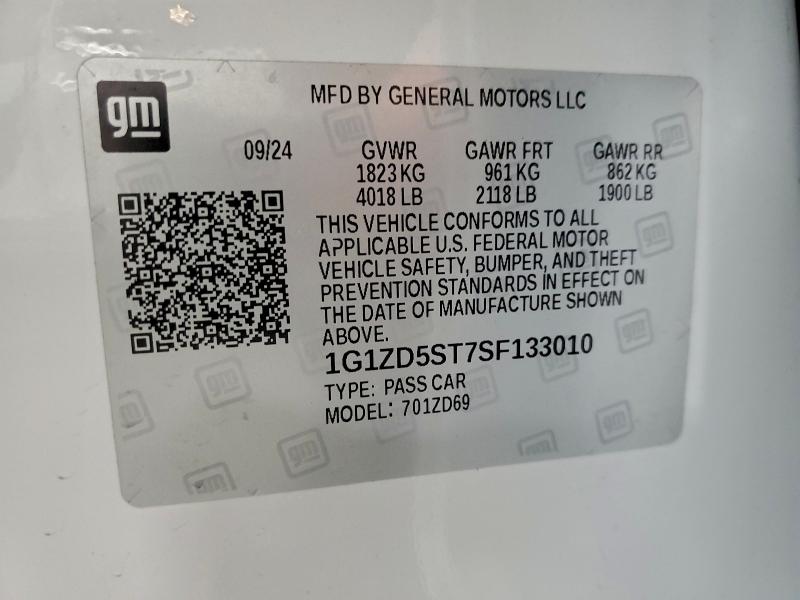 gm
MFD BY GENERAL MOTORS LLC
09/24 GVWR GAWR FRT GAWR RR
1823 KG 961 KG 862 KG
4018 LB 2118 LB 1900 LB
THIS VEHICLE CONFORMS TO ALL
APPLICABLE U.S. FEDERAL MOTOR
VEHICLE SAFETY, BUMPER, AND THEFT
PREVENTION STANDARDS IN EFFECT ON
THE DATE OF MANUFACTURE SHOWN
ABOVE.
1G1ZD5ST7SF133010
TYPE: PASS CAR
MODEL: 701ZD69